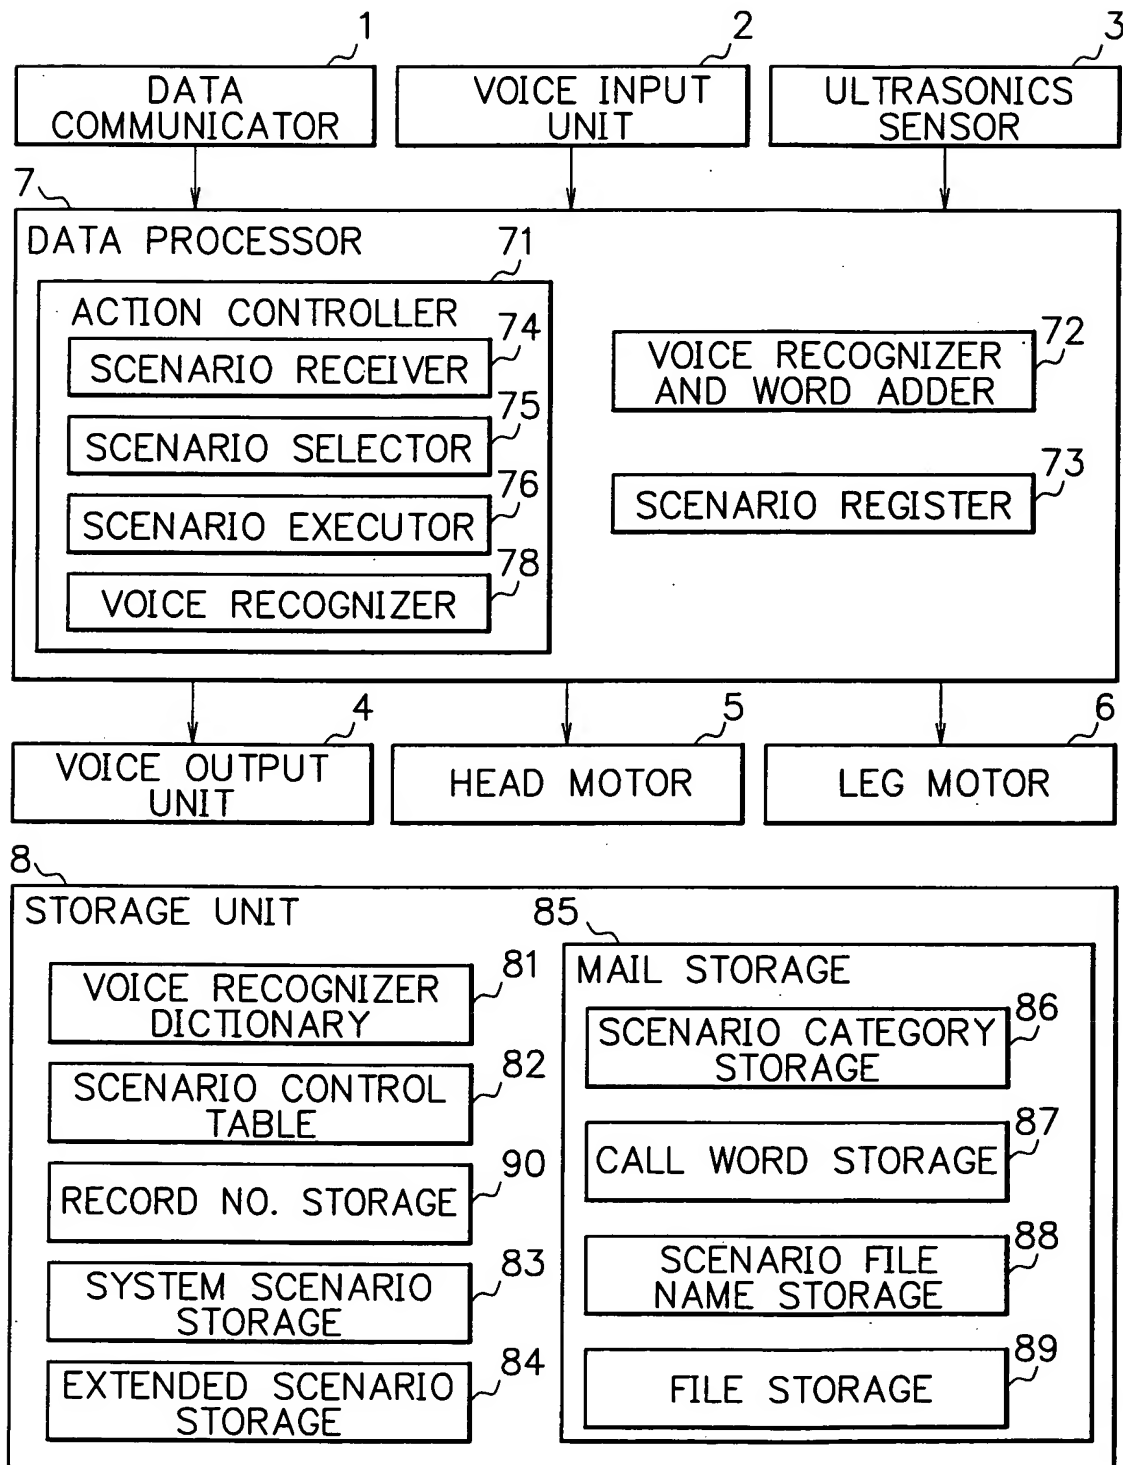 1
2
3
DATA
COMMUNICATOR
VOICE INPUT
UNIT
ULTRASONICS
SENSOR
7
DATA PROCESSOR
71
ACTION CONTROLLER
74
SCENARIO RECEIVER
75
SCENARIO SELECTOR
76
SCENARIO EXECUTOR
78
VOICE RECOGNIZER
72
VOICE RECOGNIZER
AND WORD ADDER
73
SCENARIO REGISTER
4
5
6
VOICE OUTPUT
UNIT
HEAD MOTOR
LEG MOTOR
8
STORAGE UNIT
81
VOICE RECOGNIZER
DICTIONARY
82
SCENARIO CONTROL
TABLE
90
RECORD NO. STORAGE
83
SYSTEM SCENARIO
STORAGE
84
EXTENDED SCENARIO
STORAGE
85
MAIL STORAGE
86
SCENARIO CATEGORY
STORAGE
87
CALL WORD STORAGE
88
SCENARIO FILE
NAME STORAGE
89
FILE STORAGE